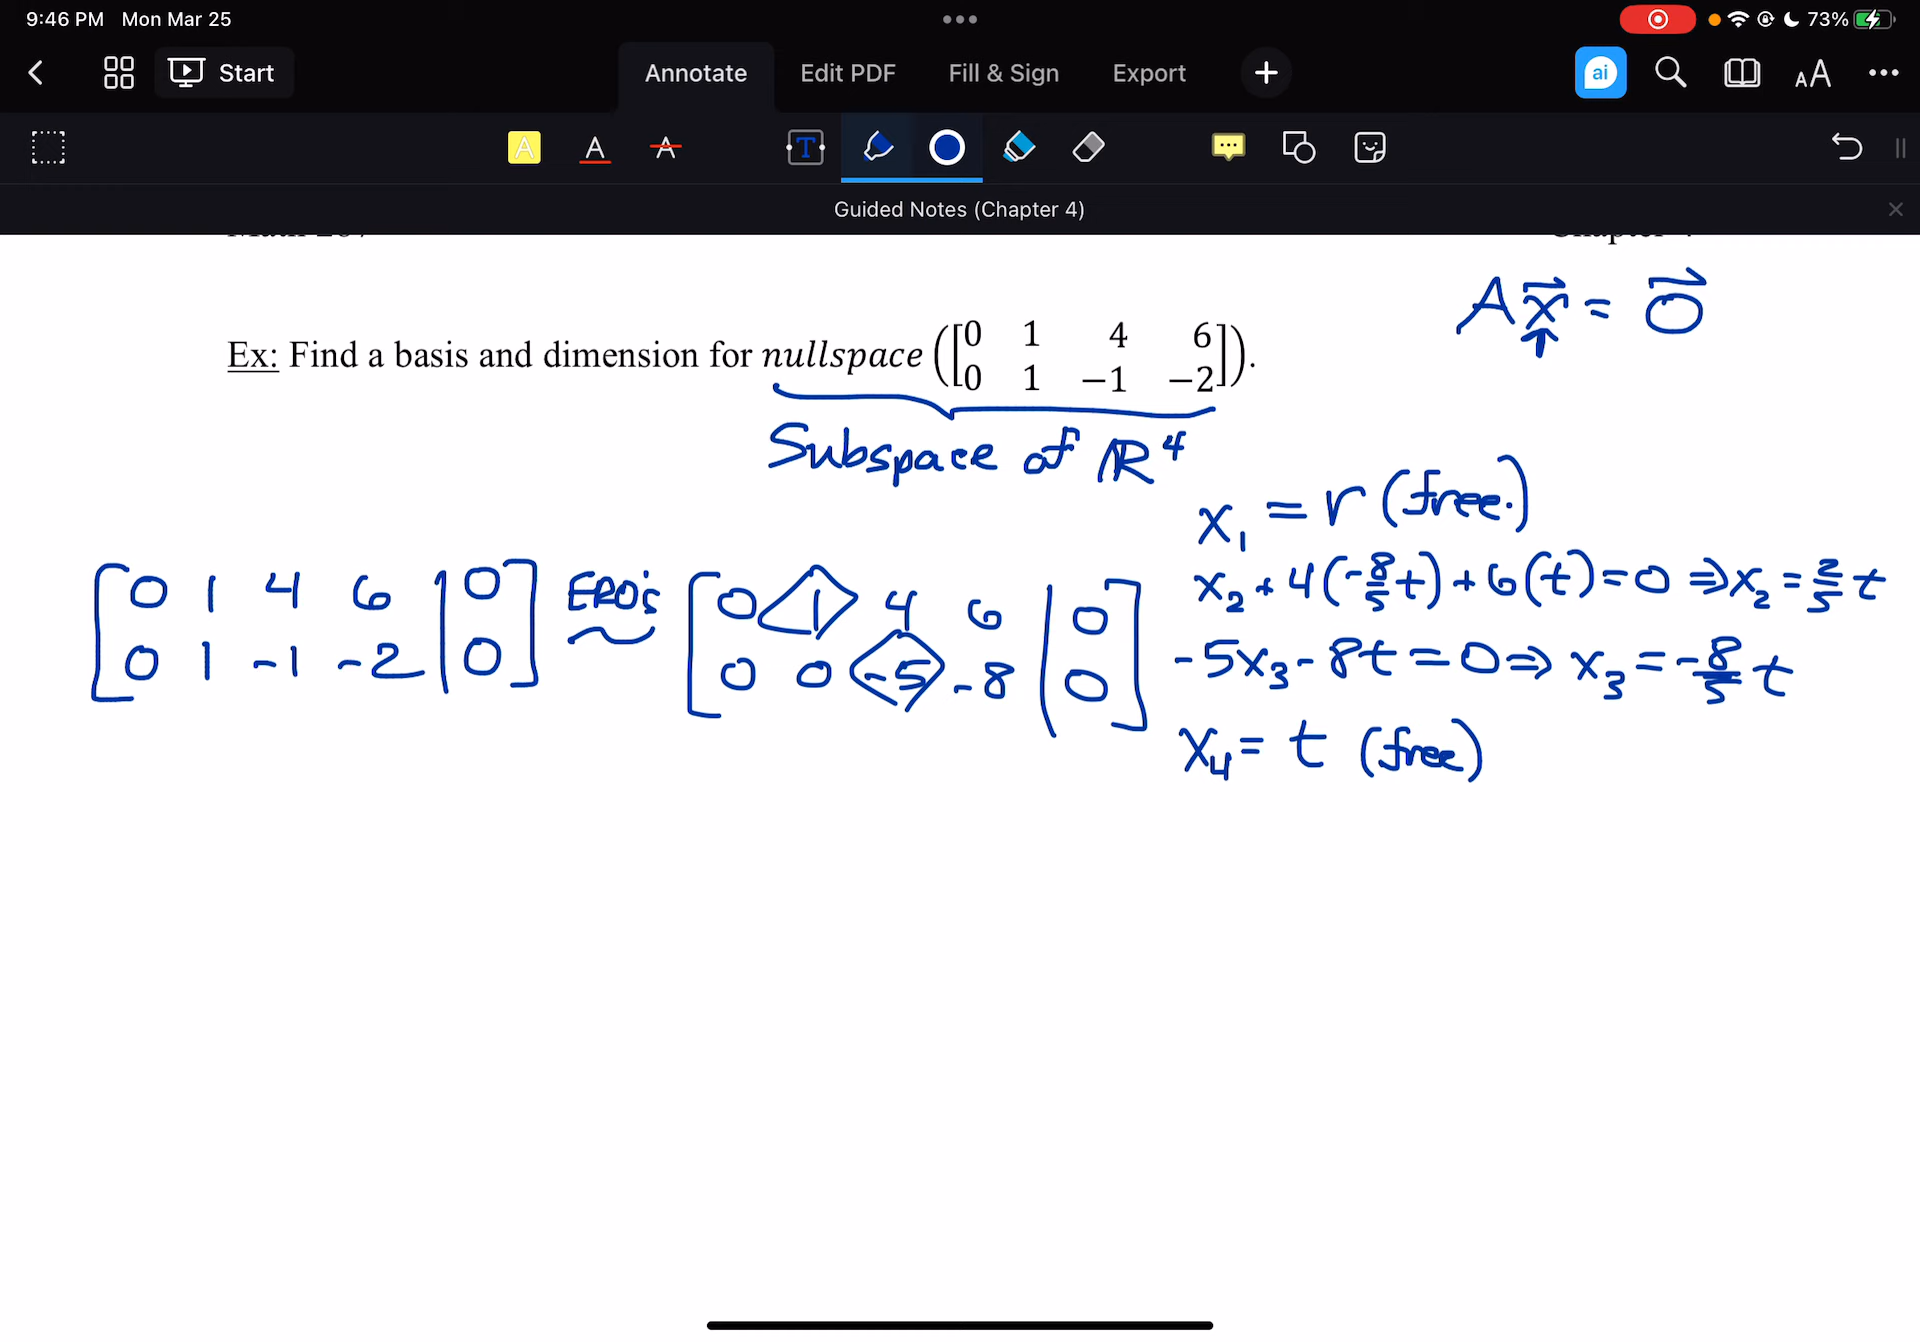 9:46 PM Mon Mar 25
73%
Start
Annotate Edit PDF Fill & Sign Export +
ai
AA
A A A T
Guided Notes (Chapter 4)
Ax⃗ = 0⃗
Ex: Find a basis and dimension for nullspace ([0 1 4 6
0 1 −1 −2]).
Subspace of ℝ⁴
x₁ = r (free.)
[0 1 4 6 | 0] ERO's [0 1 4 6 | 0] x₂ + 4(-8/5 t) + 6(t) = 0 ⇒ x₂ = 2/5 t
[0 1 -1 -2 | 0] [0 0 -5 -8 | 0] -5x₃ - 8t = 0 ⇒ x₃ = -8/5 t
x₄ = t (free)